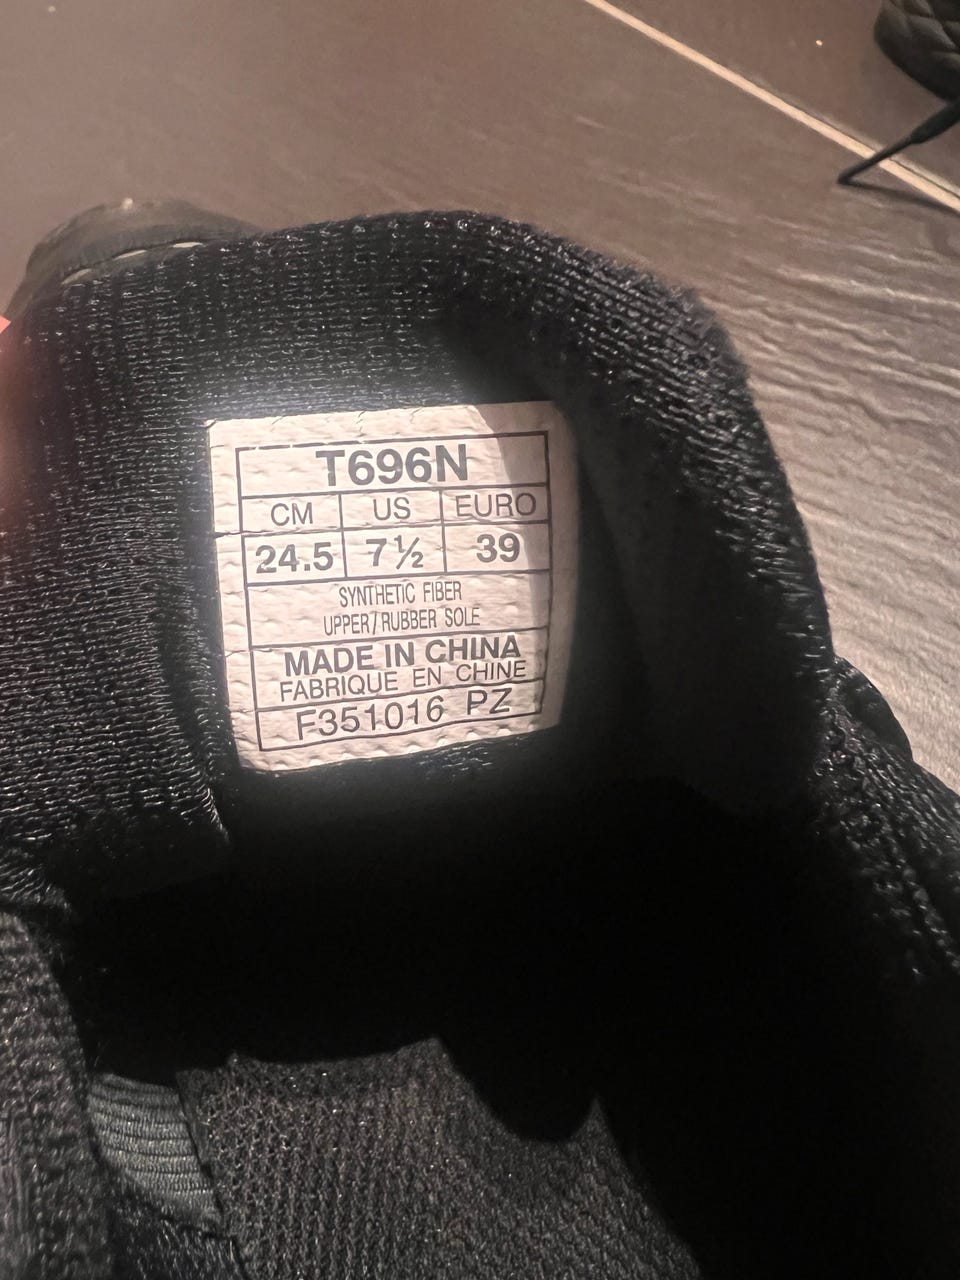 T696N
CM US EURO
24.5 7½ 39
SYNTHETIC FIBER
UPPER/RUBBER SOLE
MADE IN CHINA
FABRIQUE EN CHINE
F351016 PZ